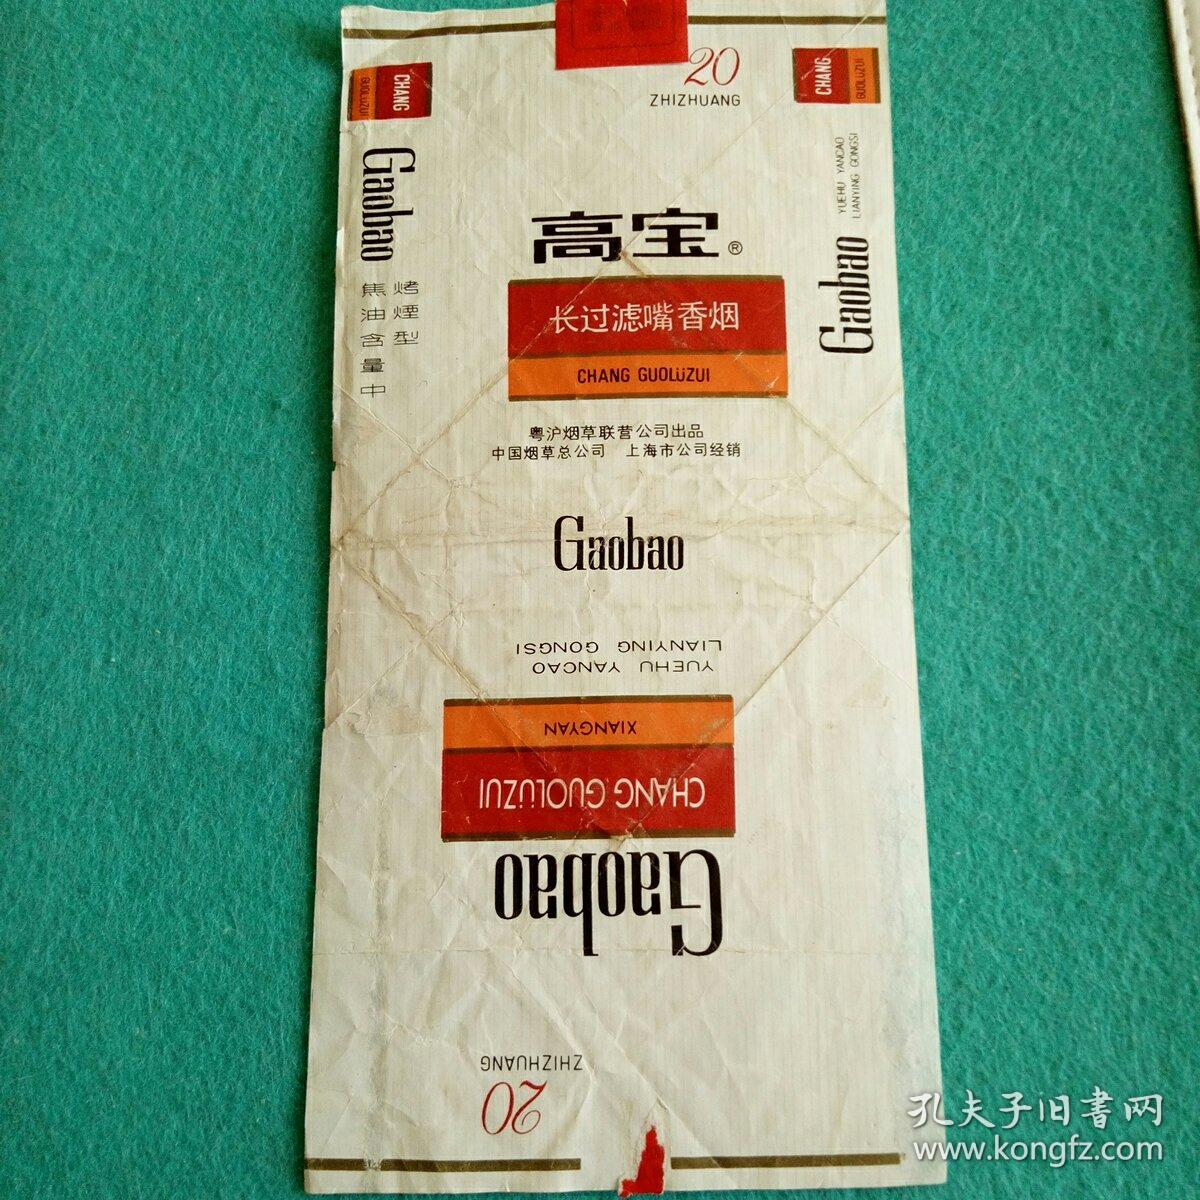 20
ZHIZHUANG
CHANG
GUOLÜZUI
Gaobao
烤煙型
焦油含量中
CHANG
GUOLÜZUI
YUEHU YANCAO
LIANYING GONGSI
Gaobao
高宝®
长过滤嘴香烟
CHANG GUOLÜZUI
粤沪烟草联营公司出品
中国烟草总公司 上海市公司经销
Gaobao
YUEHU YANCAO
LIANYING GONGSI
XIANGYAN
CHANG GUOLÜZUI
Gaobao
ZHIZHUANG
20
孔夫子旧書网
www.kongfz.com